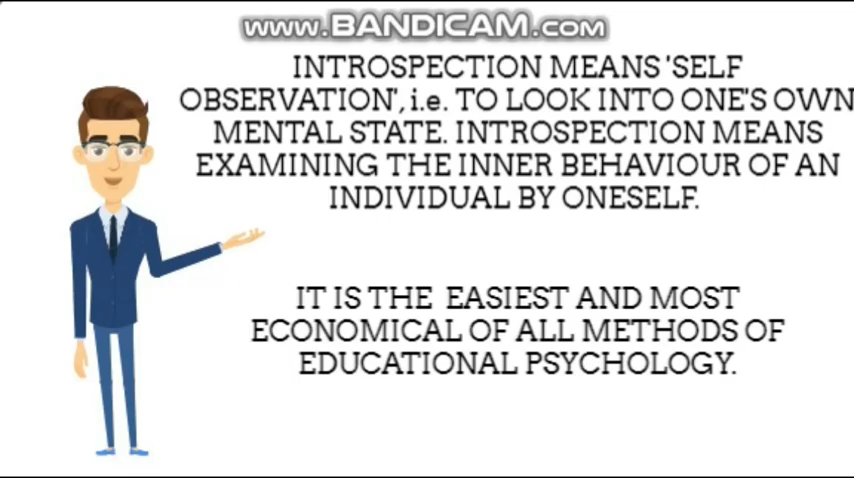 www.BANDICAM.com
INTROSPECTION MEANS 'SELF
OBSERVATION', i.e. TO LOOK INTO ONE'S OWN
MENTAL STATE. INTROSPECTION MEANS
EXAMINING THE INNER BEHAVIOUR OF AN
INDIVIDUAL BY ONESELF.
IT IS THE EASIEST AND MOST
ECONOMICAL OF ALL METHODS OF
EDUCATIONAL PSYCHOLOGY.